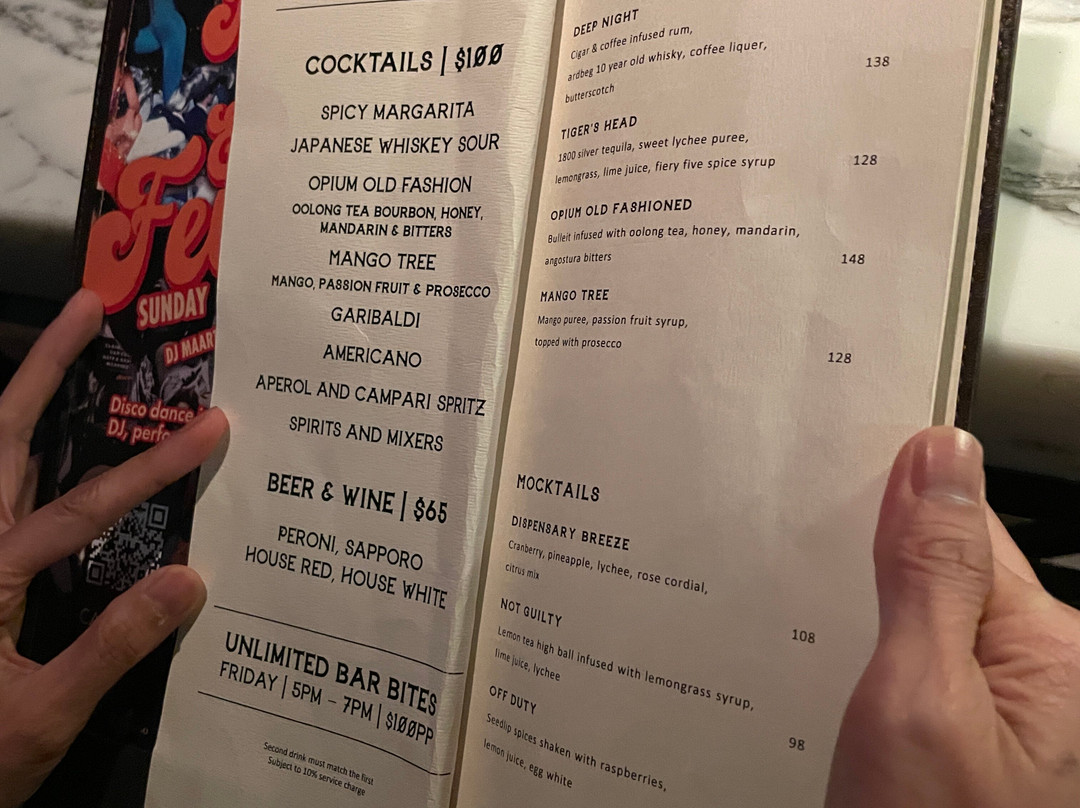 Fe
SUNDAY
DJ MAAR
Disco dance
DJ, perfo
COCKTAILS | $100
SPICY MARGARITA
JAPANESE WHISKEY SOUR
OPIUM OLD FASHION
OOLONG TEA BOURBON, HONEY,
MANDARIN & BITTERS
MANGO TREE
MANGO, PASSION FRUIT & PROSECCO
GARIBALDI
AMERICANO
APEROL AND CAMPARI SPRITZ
SPIRITS AND MIXERS
BEER & WINE | $65
PERONI, SAPPORO
HOUSE RED, HOUSE WHITE
UNLIMITED BAR BITES
FRIDAY | 5PM - 7PM | $100PP
Second drink must match the first
Subject to 10% service charge
DEEP NIGHT
Cigar & coffee infused rum,
ardbeg 10 year old whisky, coffee liquer,
butterscotch
138
TIGER'S HEAD
1800 silver tequila, sweet lychee puree,
lemongrass, lime juice, fiery five spice syrup
128
OPIUM OLD FASHIONED
Bulleit infused with oolong tea, honey, mandarin,
angostura bitters
148
MANGO TREE
Mango puree, passion fruit syrup,
topped with prosecco
128
MOCKTAILS
DISPENSARY BREEZE
Cranberry, pineapple, lychee, rose cordial,
citrus mix
108
NOT GUILTY
Lemon tea high ball infused with lemongrass syrup,
lime juice, lychee
98
OFF DUTY
Seedlip spices shaken with raspberries,
lemon juice, egg white